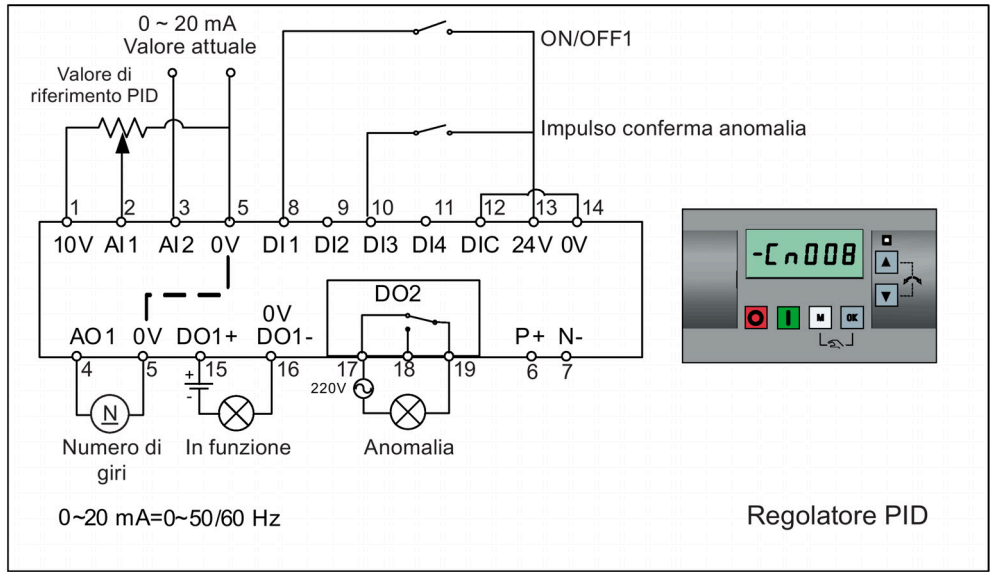 0 ~ 20 mA
Valore attuale
Valore di
riferimento PID
ON/OFF1
Impulso conferma anomalia
1 2 3 5 8 9 10 11 12 13 14
10V AI1 AI2 0V DI1 DI2 DI3 DI4 DIC 24V 0V
-Cn008
M OK
DO2
0V
AO1 0V DO1+ DO1- P+ N-
4 5 15 16 17 18 19 6 7
+
-
220V
N
Numero di
giri
In funzione
Anomalia
0~20 mA=0~50/60 Hz
Regolatore PID